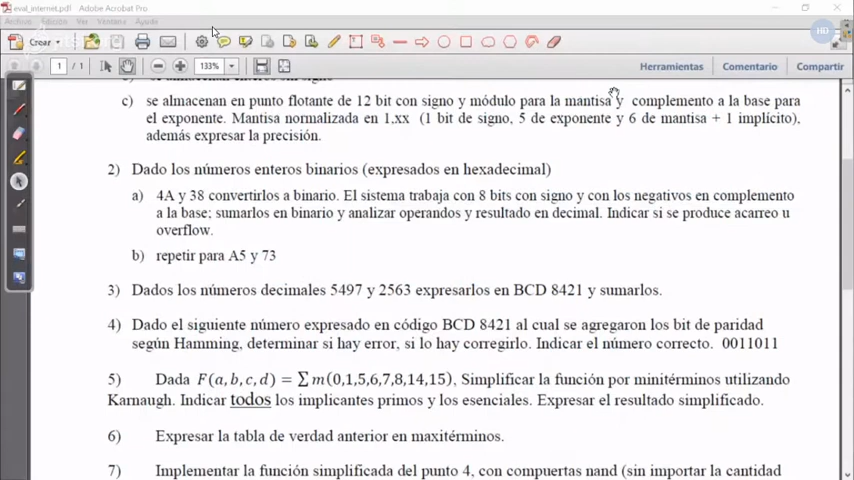 eval_internet.pdf - Adobe Acrobat Pro
Archivo Edición Ver Ventana Ayuda
HD
Crear
1 / 1 133%
Herramientas Comentario Compartir
c) se almacenan en punto flotante de 12 bit con signo y módulo para la mantisa y complemento a la base para
el exponente. Mantisa normalizada en 1,xx (1 bit de signo, 5 de exponente y 6 de mantisa + 1 implícito),
además expresar la precisión.
2) Dado los números enteros binarios (expresados en hexadecimal)
a) 4A y 38 convertirlos a binario. El sistema trabaja con 8 bits con signo y con los negativos en complemento
a la base; sumarlos en binario y analizar operandos y resultado en decimal. Indicar si se produce acarreo u
overflow.
b) repetir para A5 y 73
3) Dados los números decimales 5497 y 2563 expresarlos en BCD 8421 y sumarlos.
4) Dado el siguiente número expresado en código BCD 8421 al cual se agregaron los bit de paridad
según Hamming, determinar si hay error, si lo hay corregirlo. Indicar el número correcto. 0011011
5) Dada F(a,b,c,d) = ∑ m(0,1,5,6,7,8,14,15), Simplificar la función por minitérminos utilizando
Karnaugh. Indicar todos los implicantes primos y los esenciales. Expresar el resultado simplificado.
6) Expresar la tabla de verdad anterior en maxitérminos.
7) Implementar la función simplificada del punto 4, con compuertas nand (sin importar la cantidad